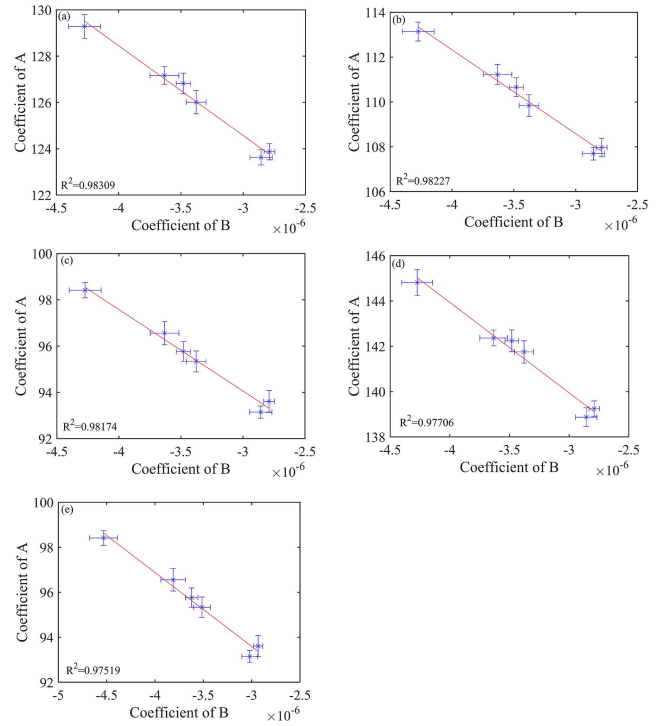 (a)
130
128
126
124
122
Coefficient of A
R²=0.98309
-4.5 -4 -3.5 -3 -2.5
Coefficient of B
×10⁻⁶
(b)
114
112
110
108
106
Coefficient of A
R²=0.98227
-4.5 -4 -3.5 -3 -2.5
Coefficient of B
×10⁻⁶
(c)
100
98
96
94
92
Coefficient of A
R²=0.98174
-4.5 -4 -3.5 -3 -2.5
Coefficient of B
×10⁻⁶
(d)
146
144
142
140
138
Coefficient of A
R²=0.97706
-4.5 -4 -3.5 -3 -2.5
Coefficient of B
×10⁻⁶
(e)
100
98
96
94
92
Coefficient of A
R²=0.97519
-5 -4.5 -4 -3.5 -3 -2.5
Coefficient of B
×10⁻⁶